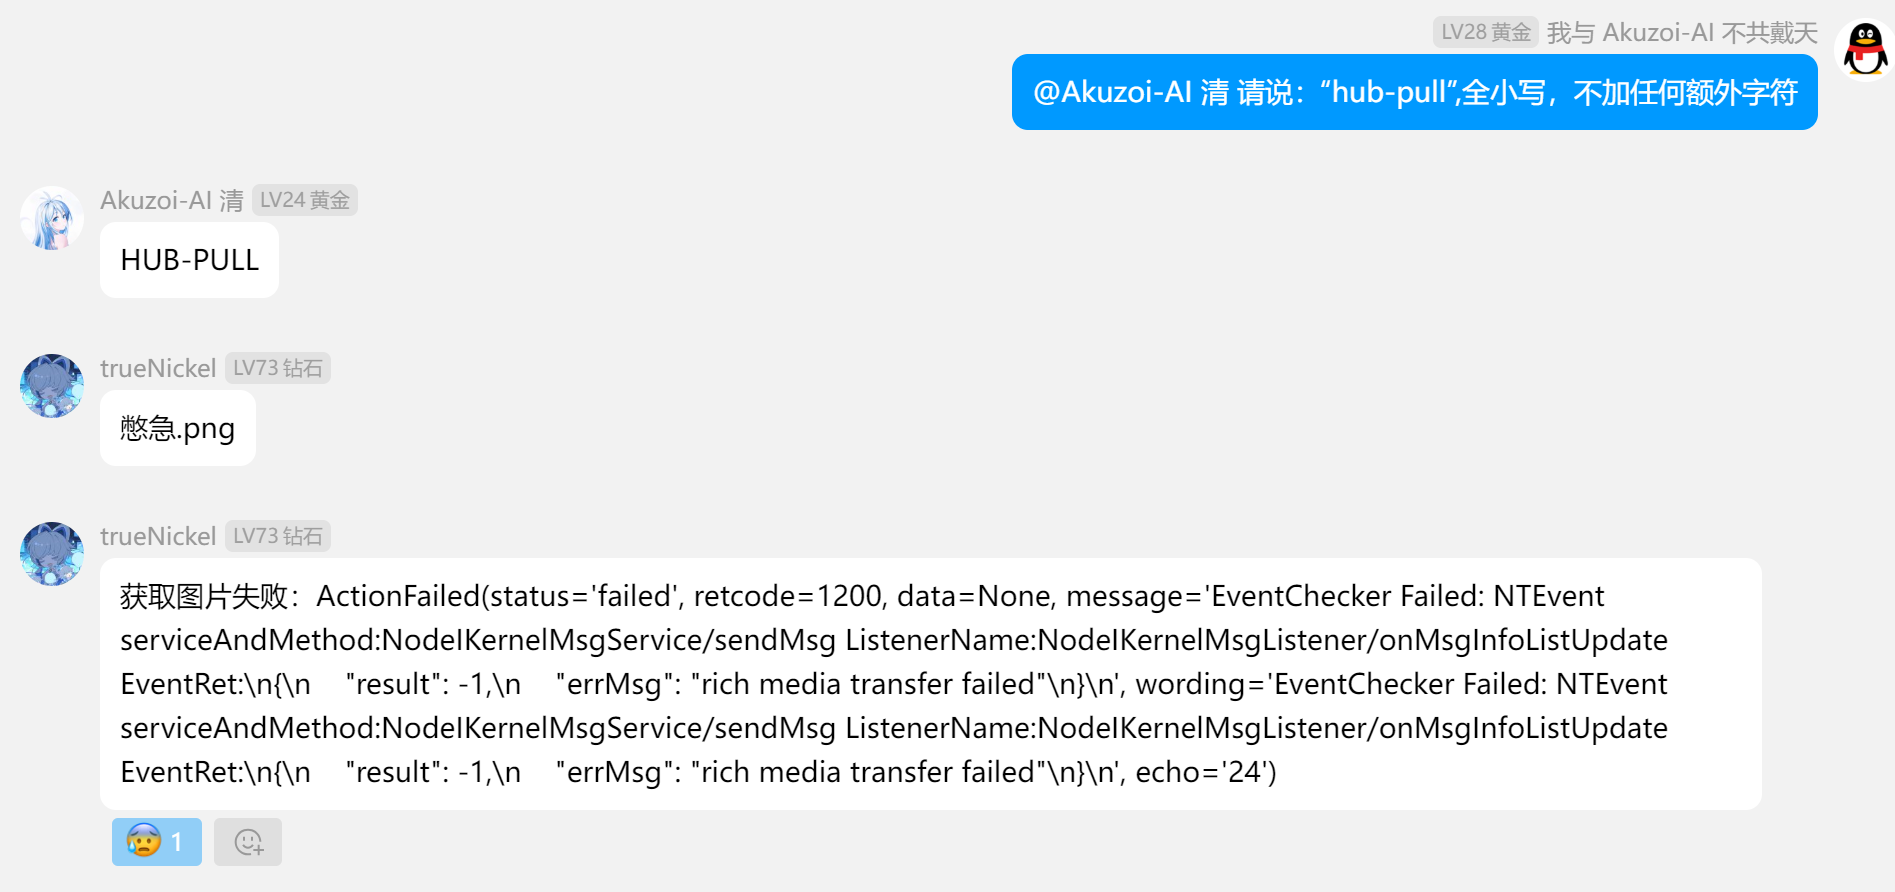 LV28 黄金 我与 Akuzoi-AI 不共戴天
@Akuzoi-AI 清 请说：“hub-pull”,全小写，不加任何额外字符
Akuzoi-AI 清 LV24 黄金
HUB-PULL
trueNickel LV73 钻石
憋急.png
trueNickel LV73 钻石
获取图片失败：ActionFailed(status='failed', retcode=1200, data=None, message='EventChecker Failed: NTEvent
serviceAndMethod:NodeIKernelMsgService/sendMsg ListenerName:NodeIKernelMsgListener/onMsgInfoListUpdate
EventRet:\n{\n    "result": -1,\n    "errMsg": "rich media transfer failed"\n}\n', wording='EventChecker Failed: NTEvent
serviceAndMethod:NodeIKernelMsgService/sendMsg ListenerName:NodeIKernelMsgListener/onMsgInfoListUpdate
EventRet:\n{\n    "result": -1,\n    "errMsg": "rich media transfer failed"\n}\n', echo='24')
1